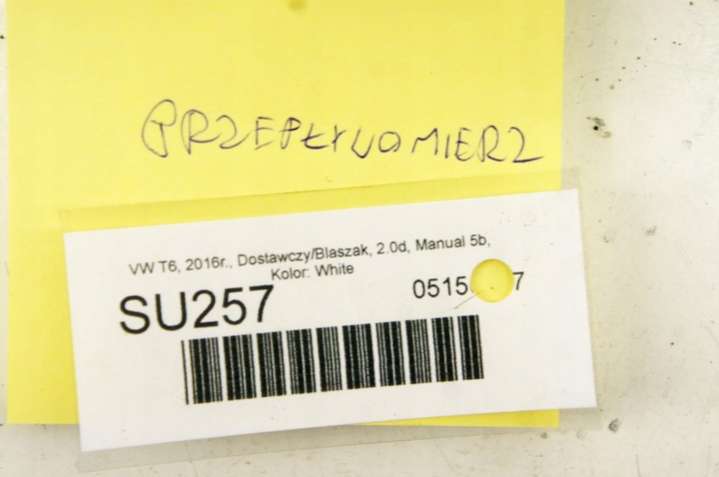 PRZEPŁYWOMIERZ
VW T6, 2016r., Dostawczy/Blaszak, 2.0d, Manual 5b,
Kolor: White
SU257